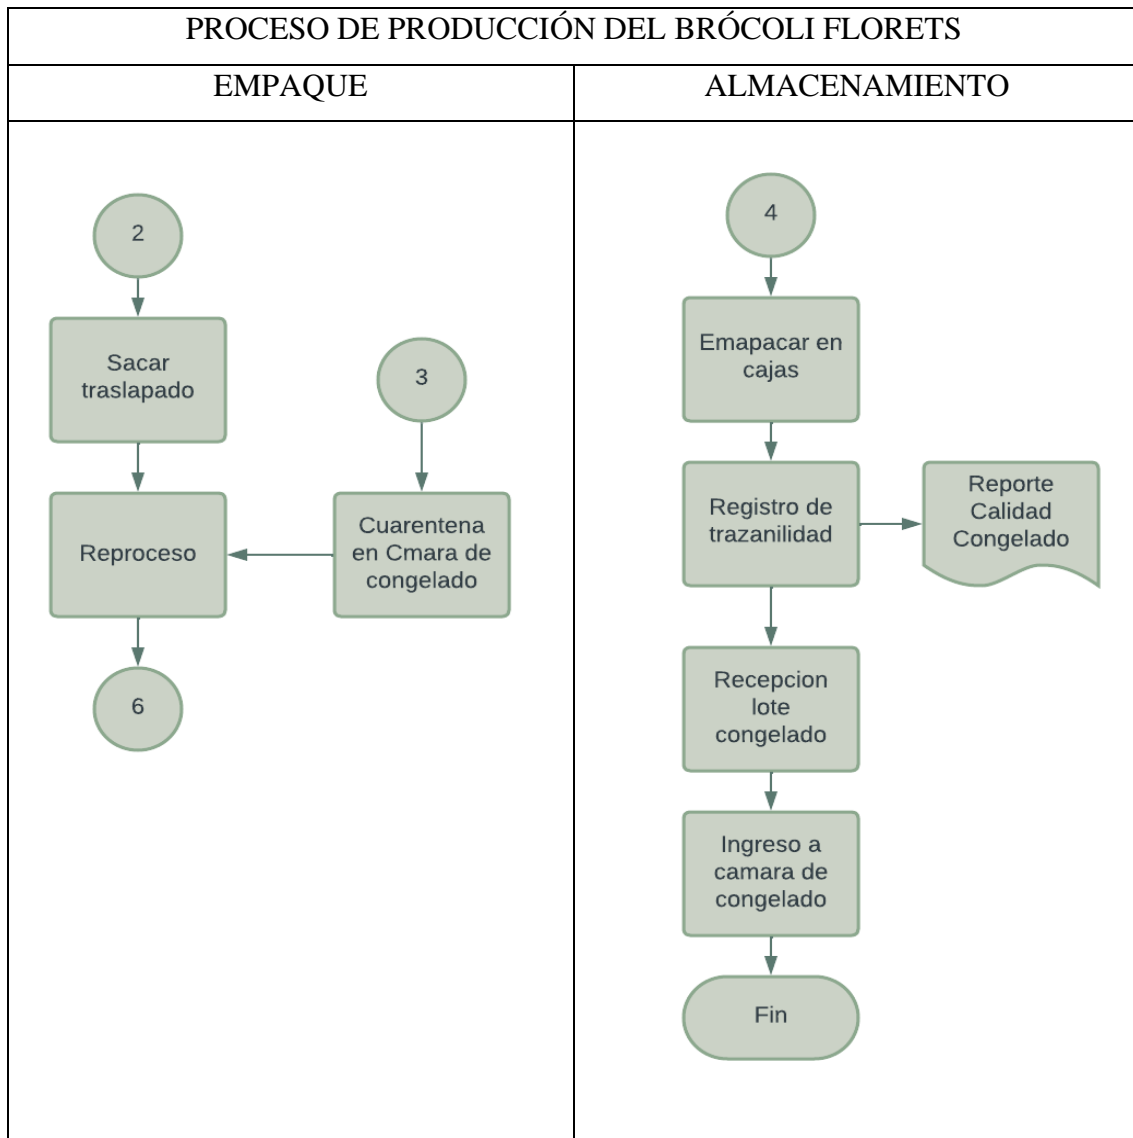 PROCESO DE PRODUCCIÓN DEL BRÓCOLI FLORETS
EMPAQUE
ALMACENAMIENTO
2
Sacar
traslapado
3
Reproceso
Cuarentena
en Cmara de
congelado
6
4
Emapacar en
cajas
Registro de
trazanilidad
Reporte
Calidad
Congelado
Recepcion
lote
congelado
Ingreso a
camara de
congelado
Fin